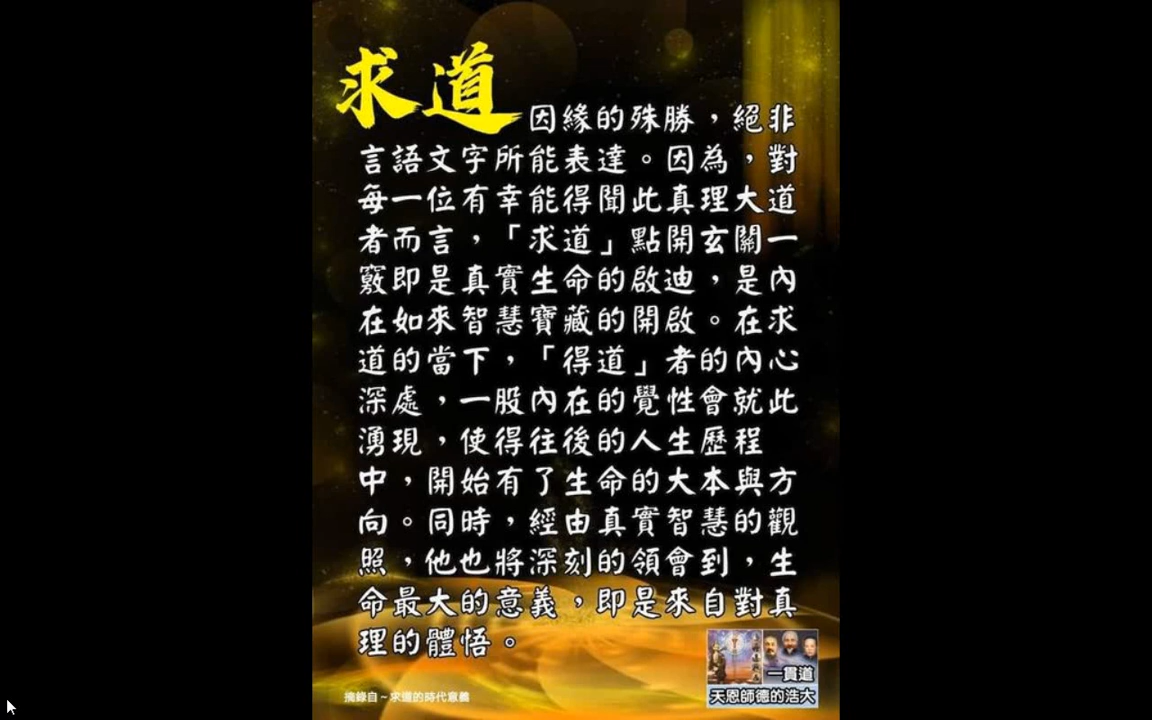 求道因緣的殊勝，絕非
言語文字所能表達。因為，對
每一位有幸能得聞此真理大道
者而言，「求道」點開玄關一
竅即是真實生命的啟迪，是內
在如來智慧寶藏的開啟。在求
道的當下，「得道」者的內心
深處，一股內在的覺性會就此
湧現，使得往後的人生歷程
中，開始有了生命的大本與方
向。同時，經由真實智慧的觀
照，他也將深刻的領會到，生
命最大的意義，即是來自對真
理的體悟。
一貫道
天恩師德的浩大
摘錄自~求道的時代意義